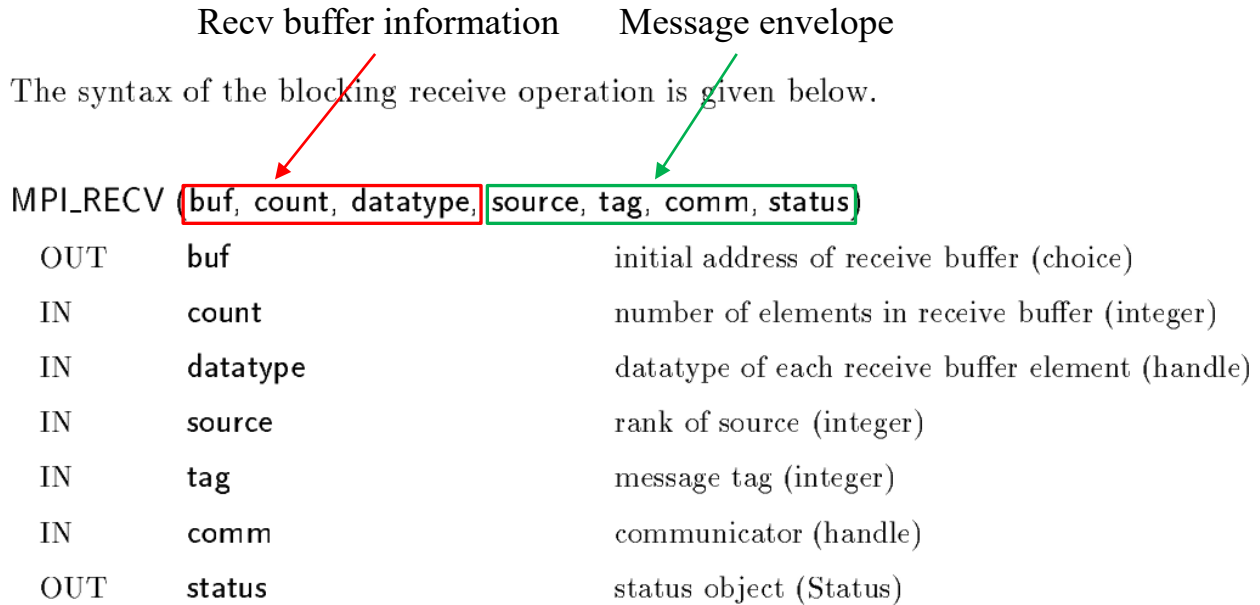 Recv buffer information Message envelope
The syntax of the blocking receive operation is given below.
MPI_RECV (buf, count, datatype, source, tag, comm, status)
OUT buf initial address of receive buffer (choice)
IN count number of elements in receive buffer (integer)
IN datatype datatype of each receive buffer element (handle)
IN source rank of source (integer)
IN tag message tag (integer)
IN comm communicator (handle)
OUT status status object (Status)